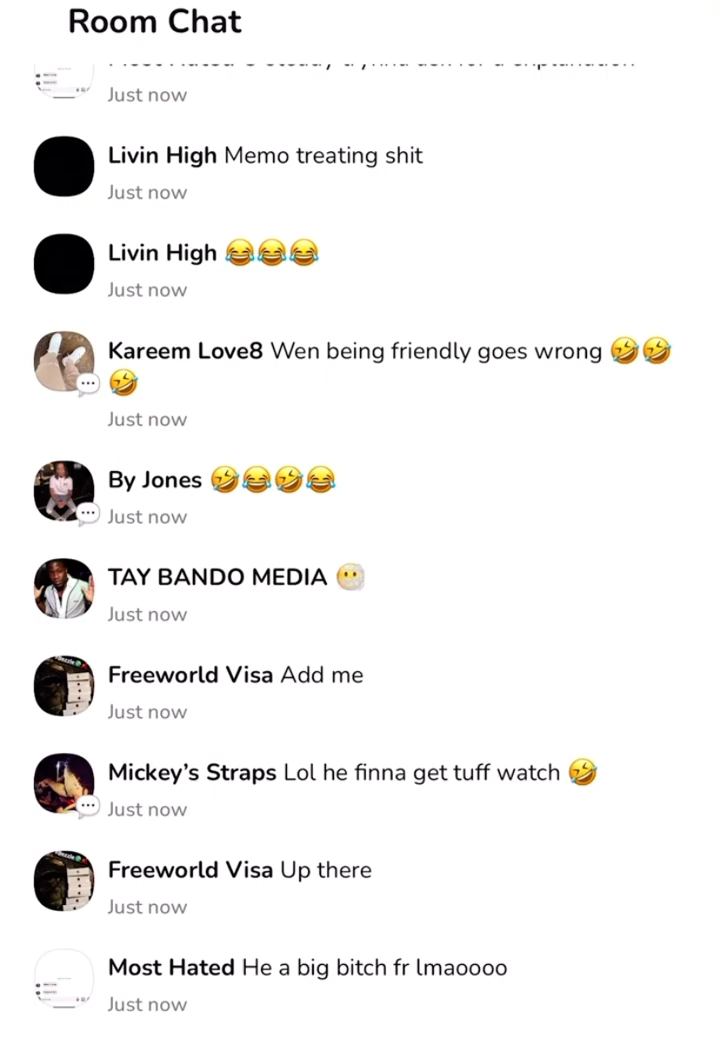 Room Chat
Just now
Livin High Memo treating shit
Just now
Livin High 😂😂😂
Just now
Kareem Love8 Wen being friendly goes wrong 🤣🤣
🤣
Just now
By Jones 🤣😂🤣😂
Just now
TAY BANDO MEDIA 😶‍🌫️
Just now
Freeworld Visa Add me
Just now
Mickey’s Straps Lol he finna get tuff watch 🤣
Just now
Freeworld Visa Up there
Just now
Most Hated He a big bitch fr lmaoooo
Just now